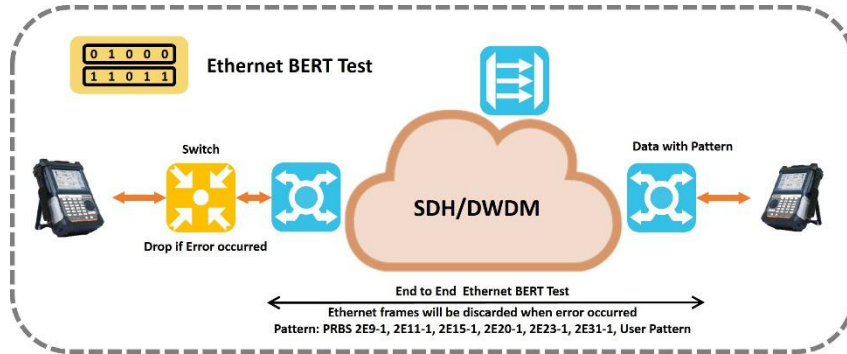 0 1 0 0 0
1 1 0 1 1
Ethernet BERT Test
Switch
Data with Pattern
SDH/DWDM
Drop if Error occurred
End to End Ethernet BERT Test
Ethernet frames will be discarded when error occurred
Pattern: PRBS 2E9-1, 2E11-1, 2E15-1, 2E20-1, 2E23-1, 2E31-1, User Pattern